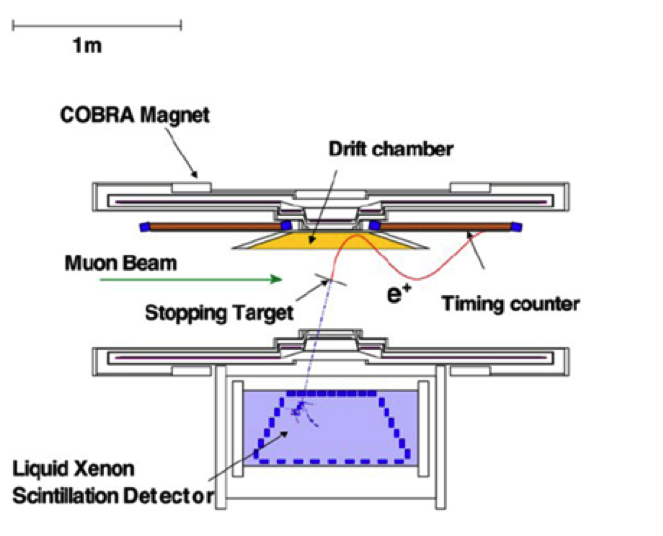 1m
COBRA Magnet
Drift chamber
Muon Beam
e+
Stopping Target
Timing counter
Liquid Xenon
Scintillation Detector